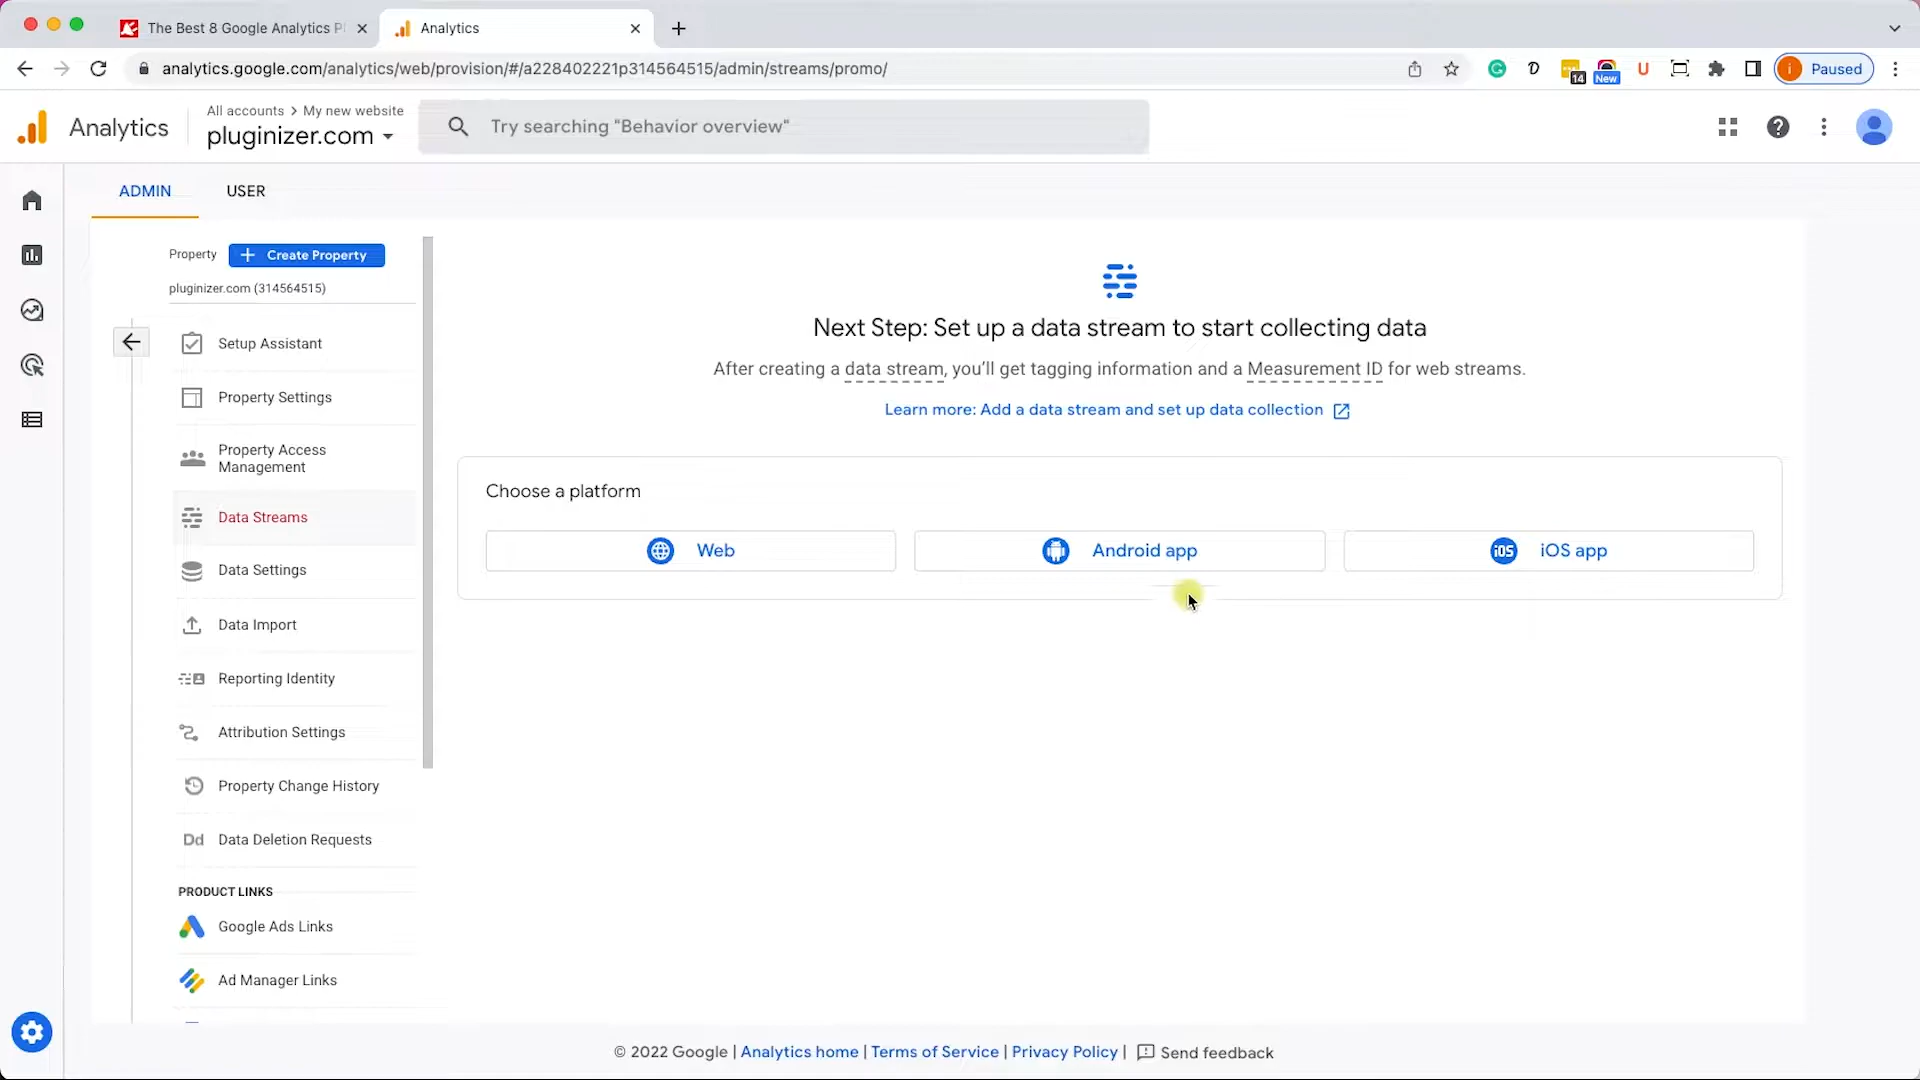 The Best 8 Google Analytics Pl
Analytics
analytics.google.com/analytics/web/provision/#/a228402221p314564515/admin/streams/promo/
14
New
U
i
Paused
Analytics
All accounts > My new website
pluginizer.com
Try searching "Behavior overview"
ADMIN
USER
Property
Create Property
pluginizer.com (314564515)
Setup Assistant
Property Settings
Property Access
Management
Data Streams
Data Settings
Data Import
Reporting Identity
Attribution Settings
Property Change History
Dd Data Deletion Requests
PRODUCT LINKS
Google Ads Links
Ad Manager Links
Next Step: Set up a data stream to start collecting data
After creating a data stream, you'll get tagging information and a Measurement ID for web streams.
Learn more: Add a data stream and set up data collection
Choose a platform
Web
Android app
iOS iOS app
© 2022 Google | Analytics home | Terms of Service | Privacy Policy | Send feedback